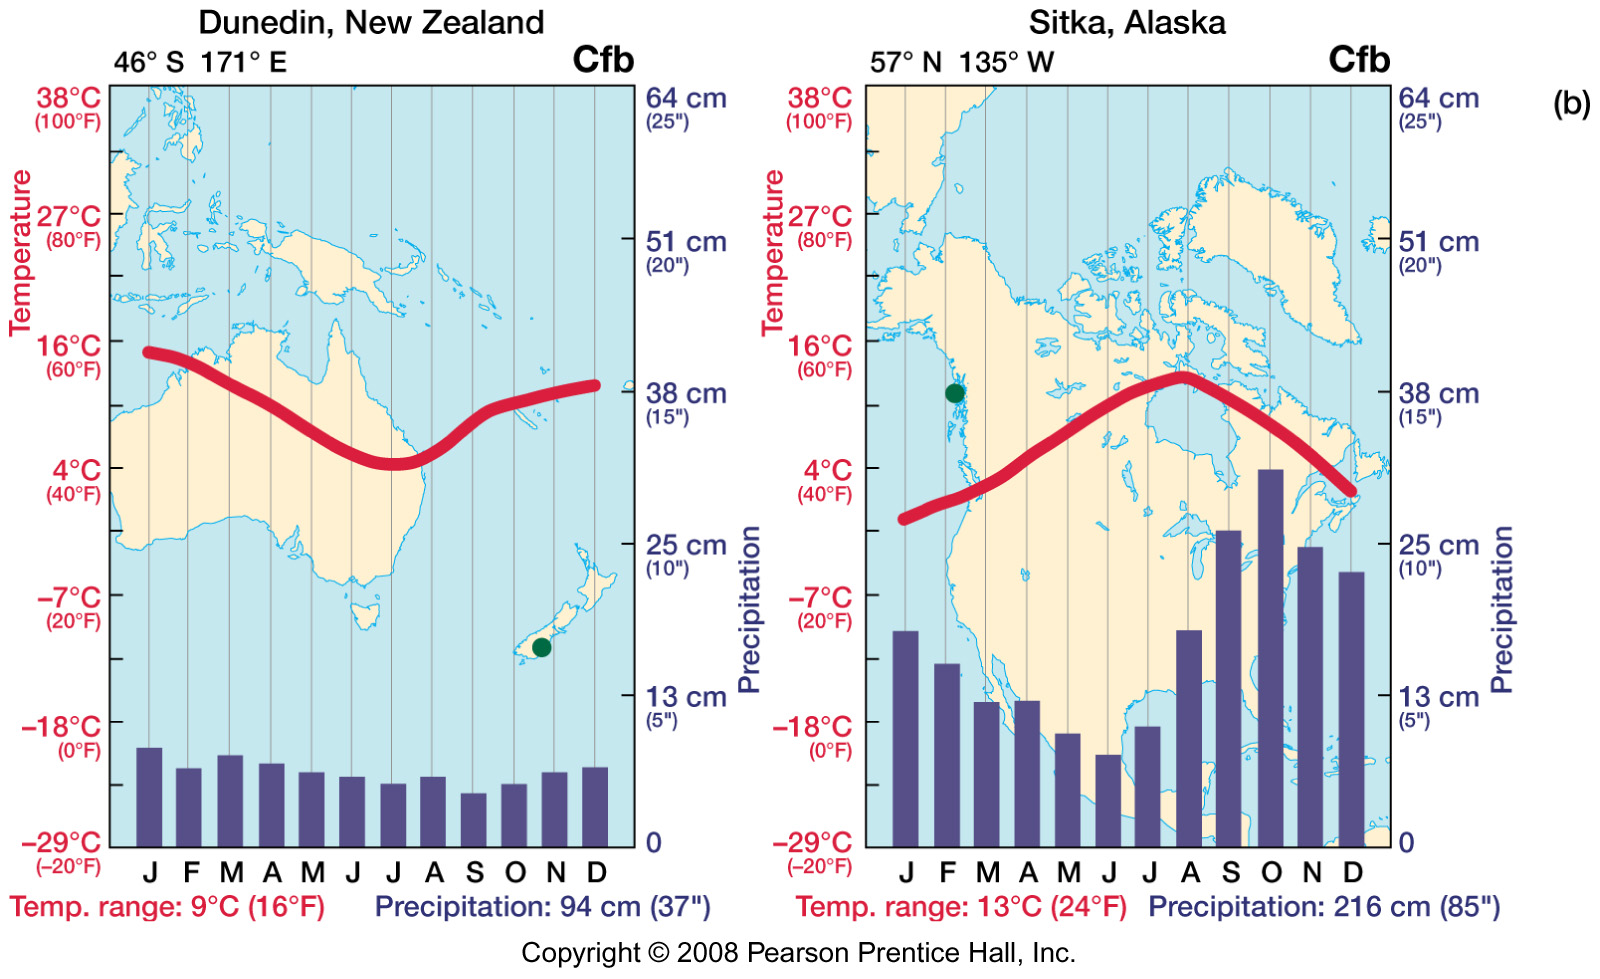 Dunedin, New Zealand
46° S 171° E Cfb
38°C
(100°F)
27°C
(80°F)
16°C
(60°F)
4°C
(40°F)
–7°C
(20°F)
–18°C
(0°F)
–29°C
(–20°F)
Temperature
64 cm
(25")
51 cm
(20")
38 cm
(15")
25 cm
(10")
13 cm
(5")
0
Precipitation
J F M A M J J A S O N D
Temp. range: 9°C (16°F) Precipitation: 94 cm (37")
Sitka, Alaska
57° N 135° W Cfb
38°C
(100°F)
27°C
(80°F)
16°C
(60°F)
4°C
(40°F)
–7°C
(20°F)
–18°C
(0°F)
–29°C
(–20°F)
Temperature
64 cm
(25")
51 cm
(20")
38 cm
(15")
25 cm
(10")
13 cm
(5")
0
Precipitation
J F M A M J J A S O N D
Temp. range: 13°C (24°F) Precipitation: 216 cm (85")
(b)
Copyright © 2008 Pearson Prentice Hall, Inc.